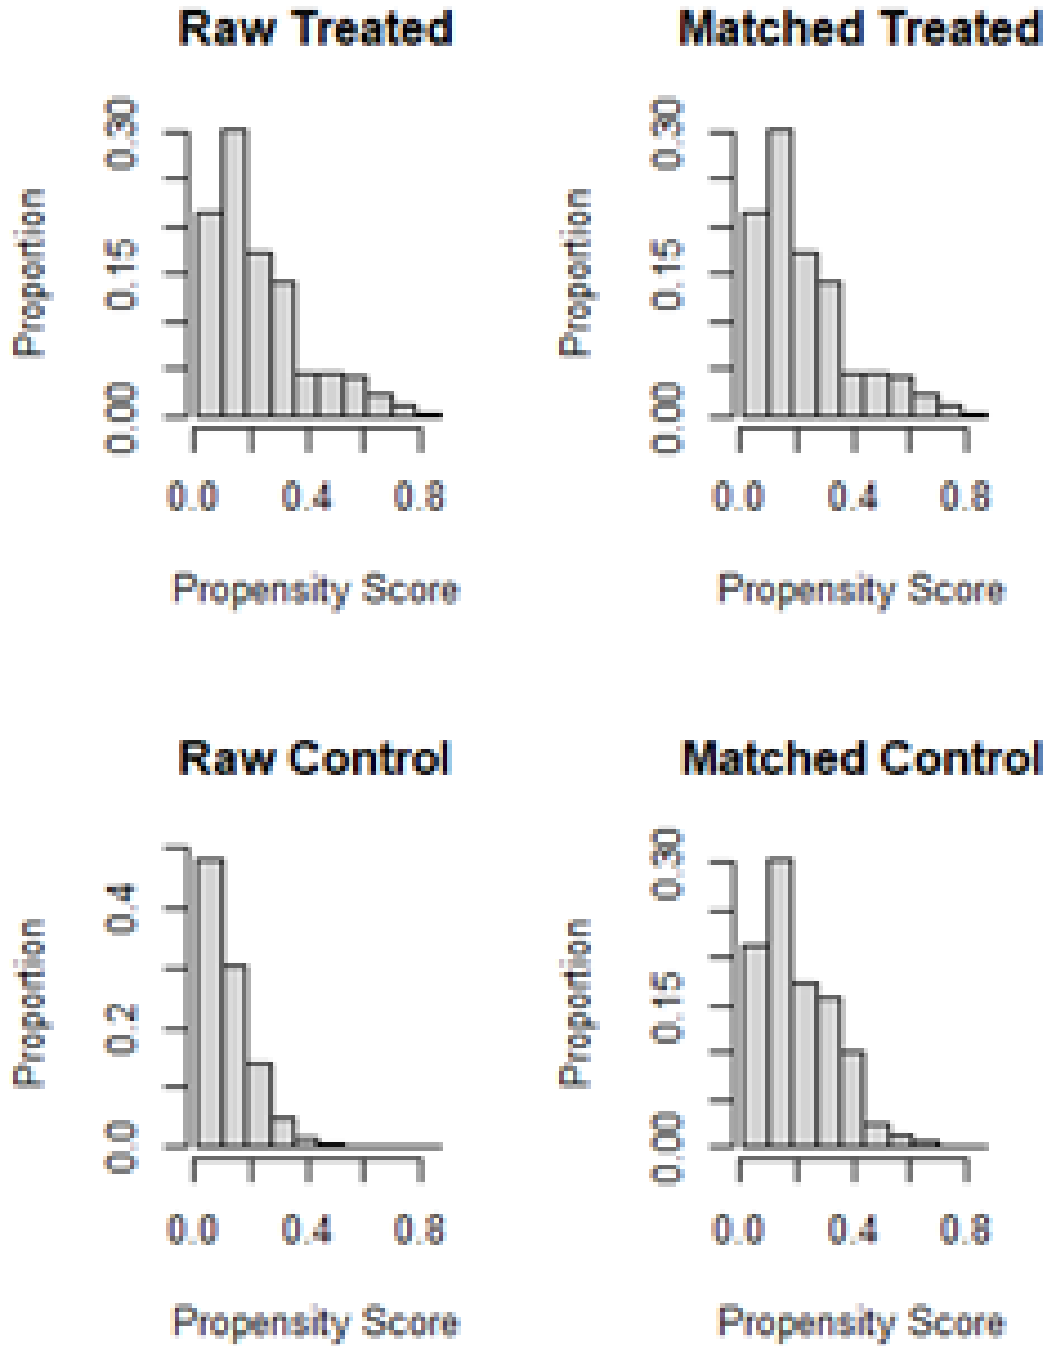 Raw Treated
Matched Treated
Proportion
0.00 0.15 0.30
0.0 0.4 0.8
Propensity Score
Proportion
0.00 0.15 0.30
0.0 0.4 0.8
Propensity Score
Raw Control
Matched Control
Proportion
0.0 0.2 0.4
0.0 0.4 0.8
Propensity Score
Proportion
0.00 0.15 0.30
0.0 0.4 0.8
Propensity Score